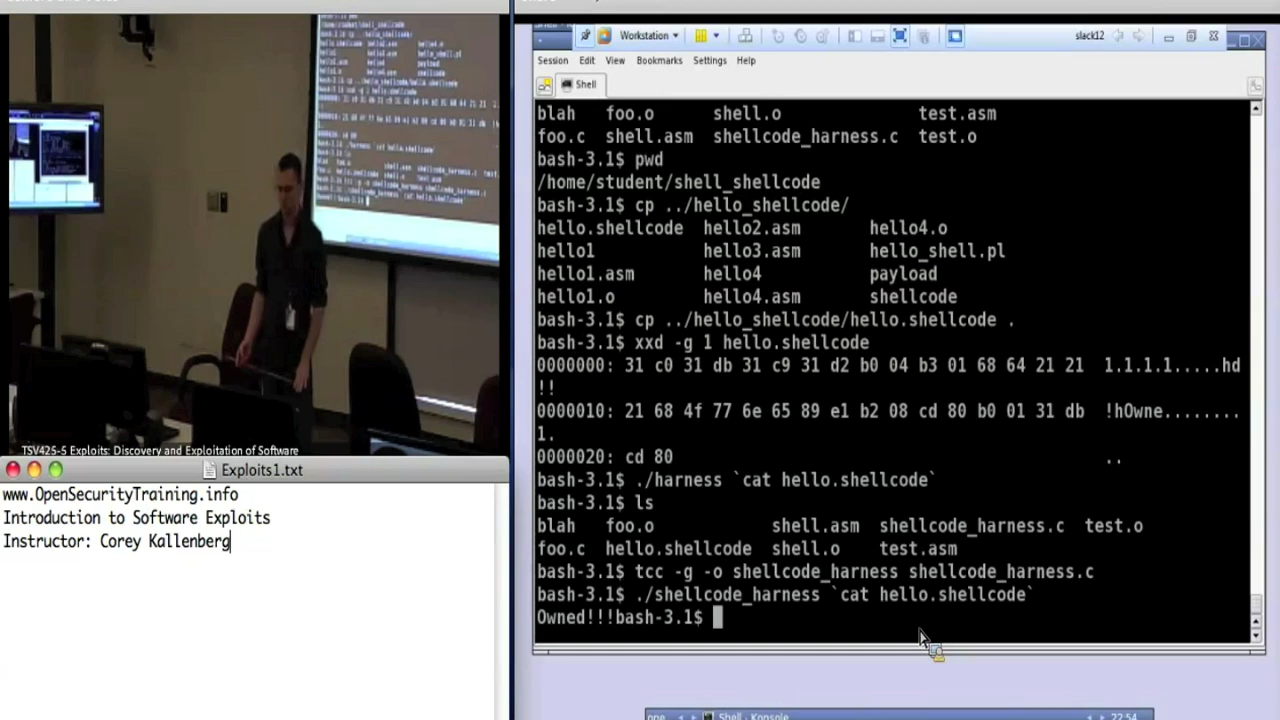 Workstation
slack12
Session Edit View Bookmarks Settings Help
Shell
blah foo.o shell.o test.asm
foo.c shell.asm shellcode_harness.c test.o
bash-3.1$ pwd
/home/student/shell_shellcode
bash-3.1$ cp ../hello_shellcode/
hello.shellcode hello2.asm hello4.o
hello1 hello3.asm hello_shell.pl
hello1.asm hello4 payload
hello1.o hello4.asm shellcode
bash-3.1$ cp ../hello_shellcode/hello.shellcode .
bash-3.1$ xxd -g 1 hello.shellcode
0000000: 31 c0 31 db 31 c9 31 d2 b0 04 b3 01 68 64 21 21 1.1.1.1.....hd
!!
0000010: 21 68 4f 77 6e 65 89 e1 b2 08 cd 80 b0 01 31 db !hOwne........
1.
0000020: cd 80 ..
bash-3.1$ ./harness `cat hello.shellcode`
bash-3.1$ ls
blah foo.o shell.asm shellcode_harness.c test.o
foo.c hello.shellcode shell.o test.asm
bash-3.1$ tcc -g -o shellcode_harness shellcode_harness.c
bash-3.1$ ./shellcode_harness `cat hello.shellcode`
Owned!!!bash-3.1$
Shell - Konsole
22:54
TSV425-5 Exploits: Discovery and Exploitation of Software
Exploits1.txt
www.OpenSecurityTraining.info
Introduction to Software Exploits
Instructor: Corey Kallenberg